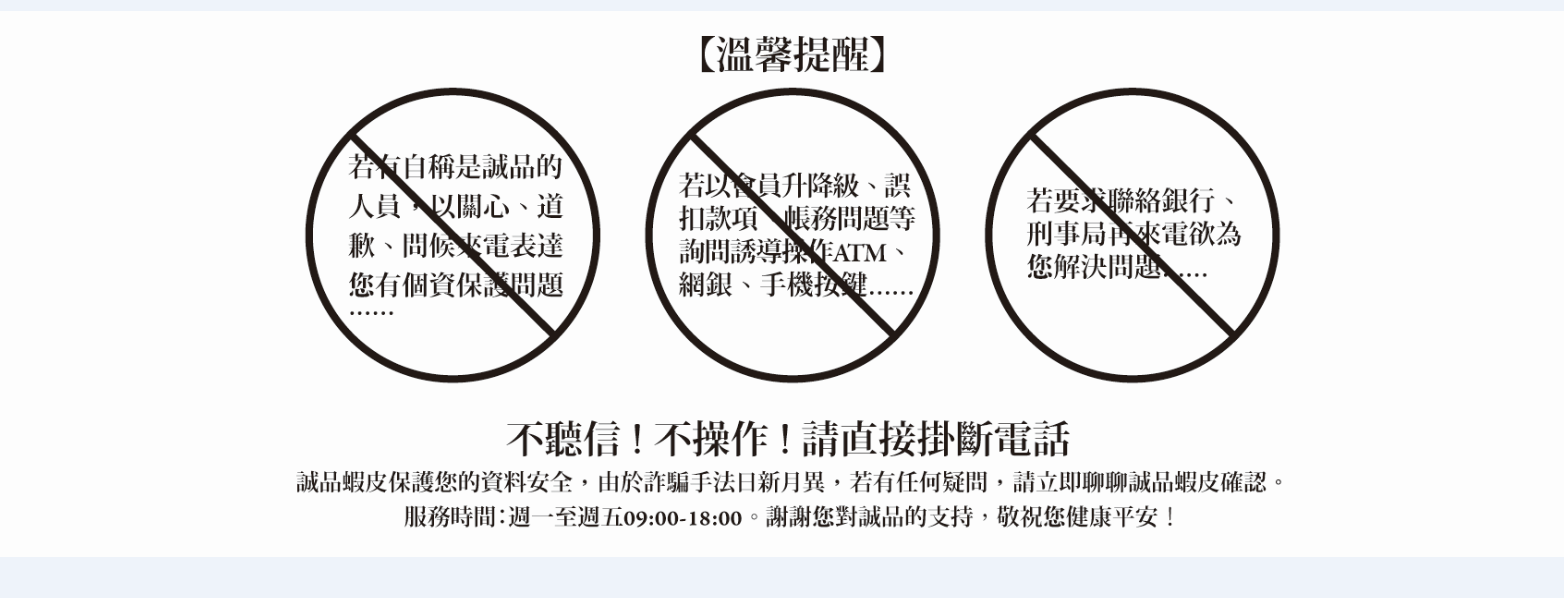 【溫馨提醒】
若有自稱是誠品的
人員，以關心、道
歉、問候來電表達
您有個資保護問題
……
若以會員升降級、誤
扣款項、帳務問題等
詢問誘導操作ATM、
網銀、手機按鍵……
若要求聯絡銀行、
刑事局再來電欲為
您解決問題……
不聽信！不操作！請直接掛斷電話
誠品蝦皮保護您的資料安全，由於詐騙手法日新月異，若有任何疑問，請立即聊聊誠品蝦皮確認。
服務時間：週一至週五09:00-18:00。謝謝您對誠品的支持，敬祝您健康平安！